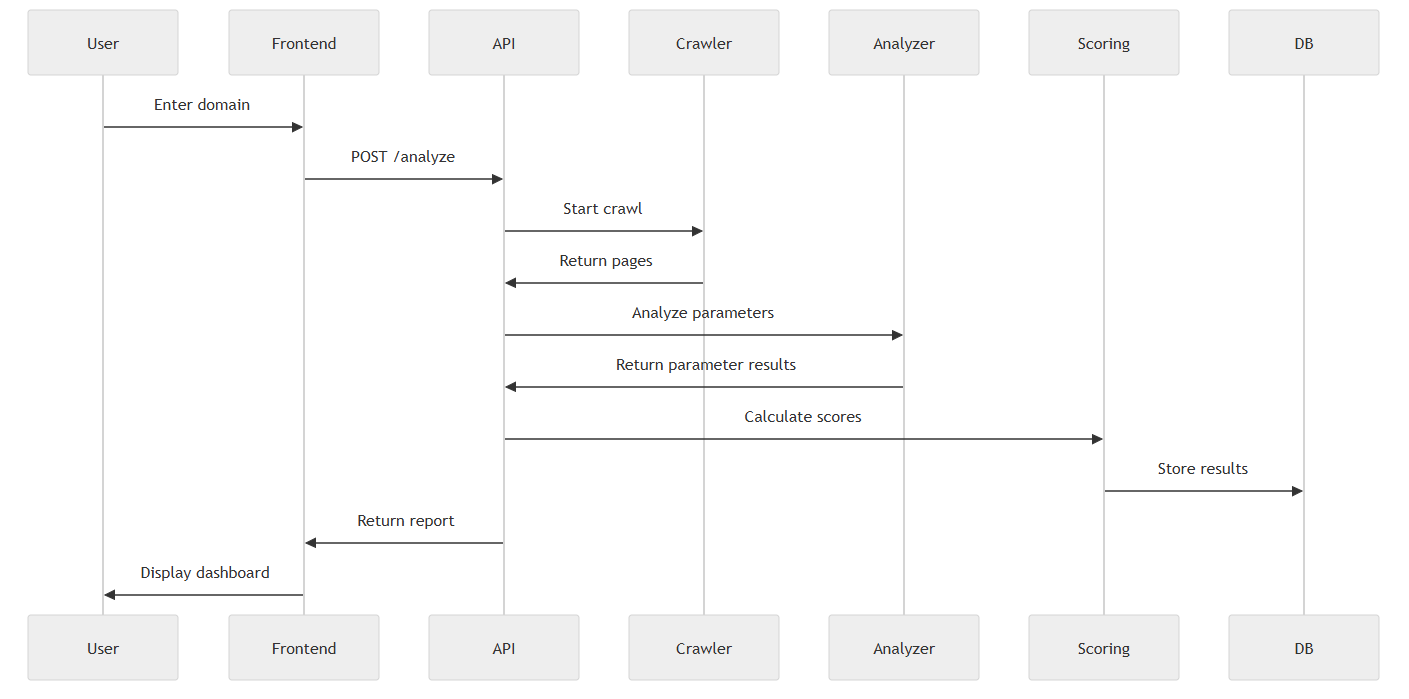 User
Frontend
API
Crawler
Analyzer
Scoring
DB
Enter domain
POST /analyze
Start crawl
Return pages
Analyze parameters
Return parameter results
Calculate scores
Store results
Return report
Display dashboard
User
Frontend
API
Crawler
Analyzer
Scoring
DB